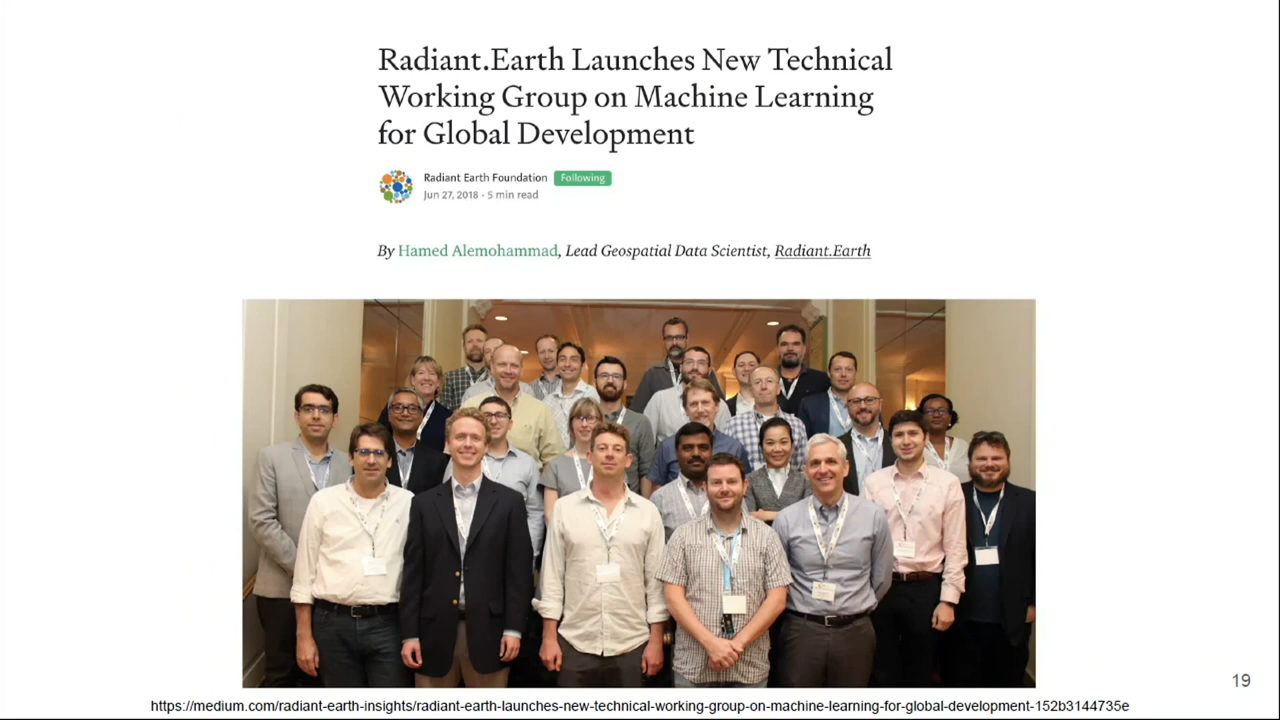 Radiant.Earth Launches New Technical
Working Group on Machine Learning
for Global Development
Radiant Earth Foundation Following
Jun 27, 2018 · 5 min read
By Hamed Alemohammad, Lead Geospatial Data Scientist, Radiant.Earth
19
https://medium.com/radiant-earth-insights/radiant-earth-launches-new-technical-working-group-on-machine-learning-for-global-development-152b3144735e